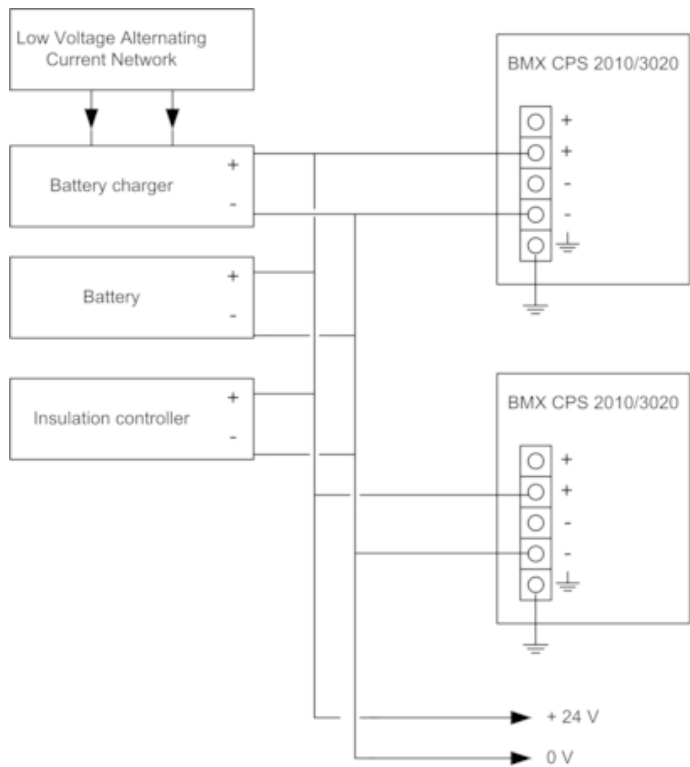 Low Voltage Alternating
Current Network
BMX CPS 2010/3020
+
+
-
-
Battery charger
+
-
Battery
+
-
Insulation controller
+
-
BMX CPS 2010/3020
+
+
-
-
+ 24 V
0 V